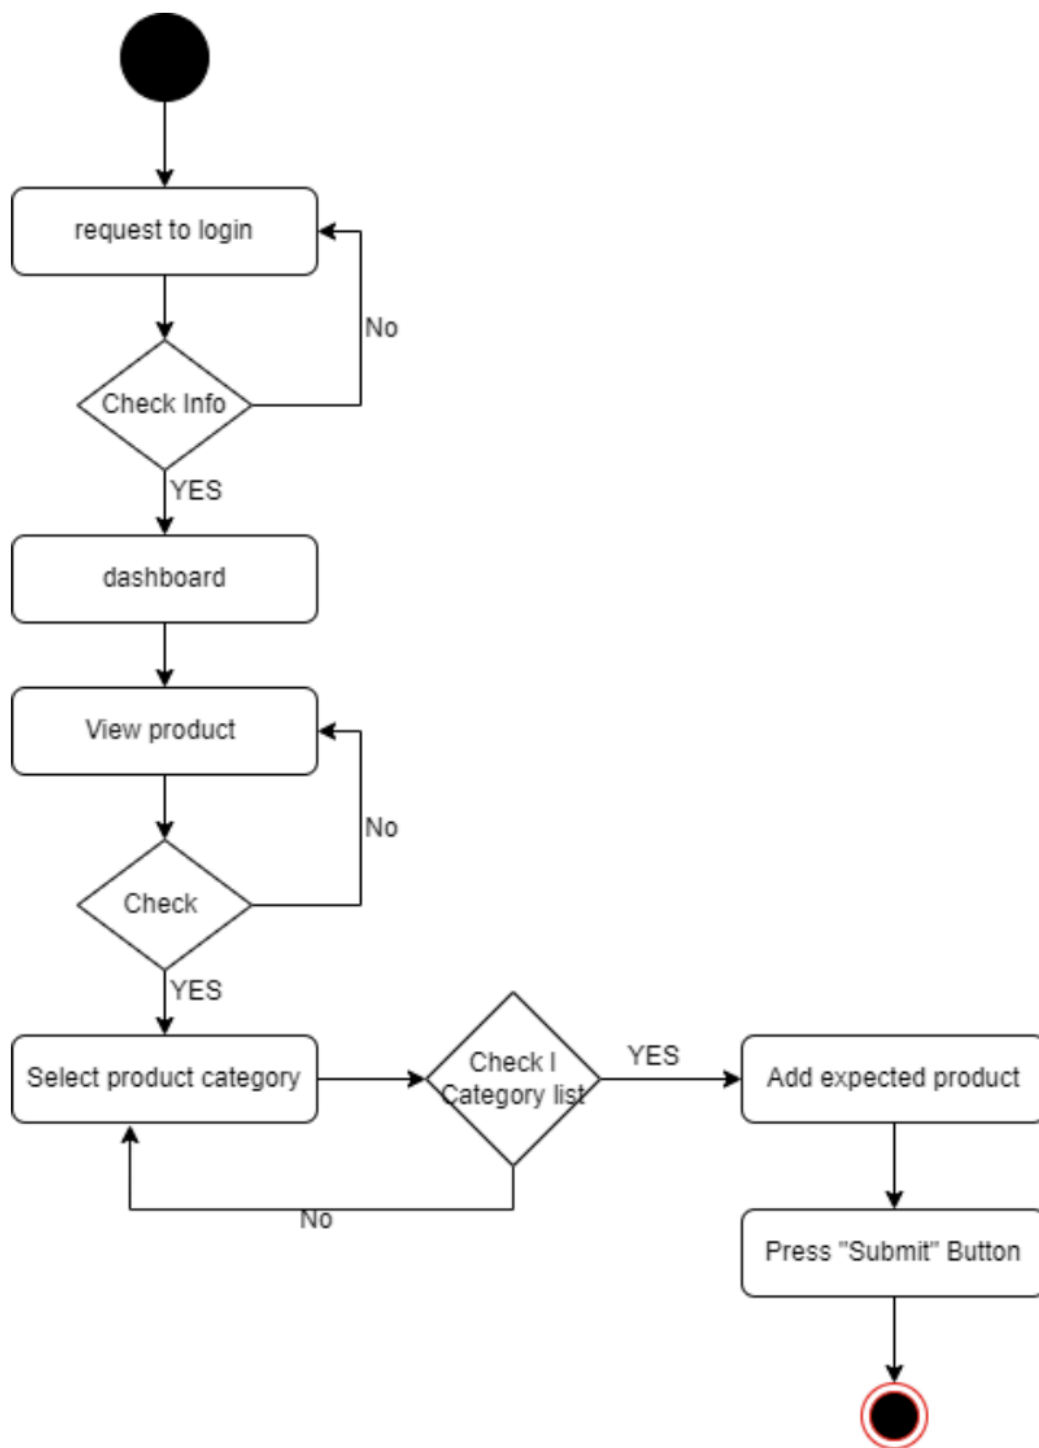 request to login
No
Check Info
YES
dashboard
View product
No
Check
YES
Select product category
Check l
Category list
YES
Add expected product
No
Press "Submit" Button